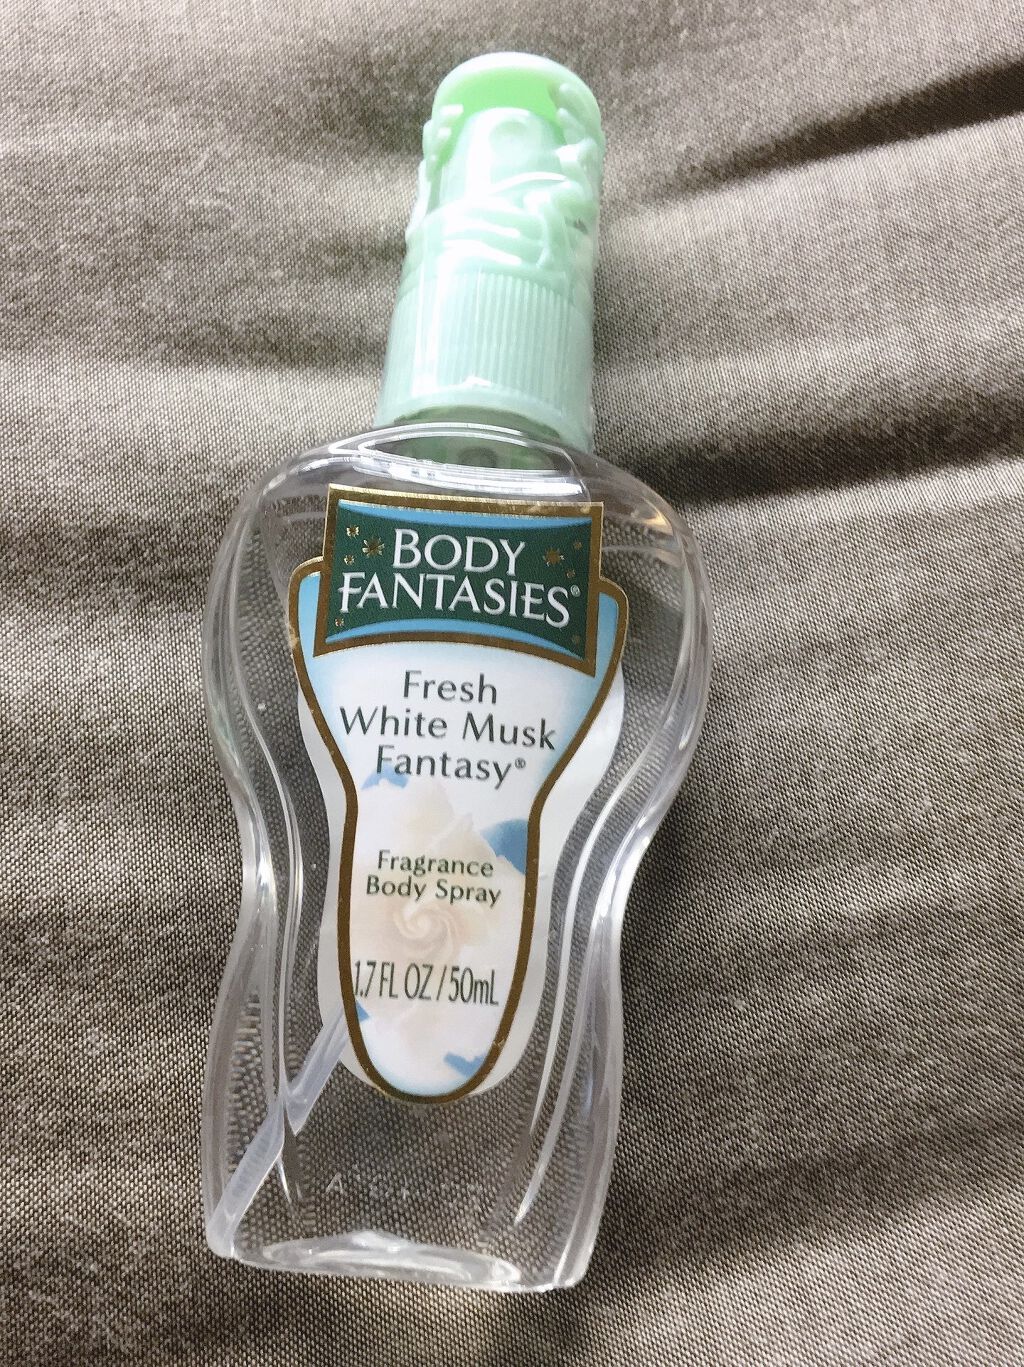 BODY
FANTASIES®
Fresh
White Musk
Fantasy®
Fragrance
Body Spray
1.7 FL OZ / 50mL